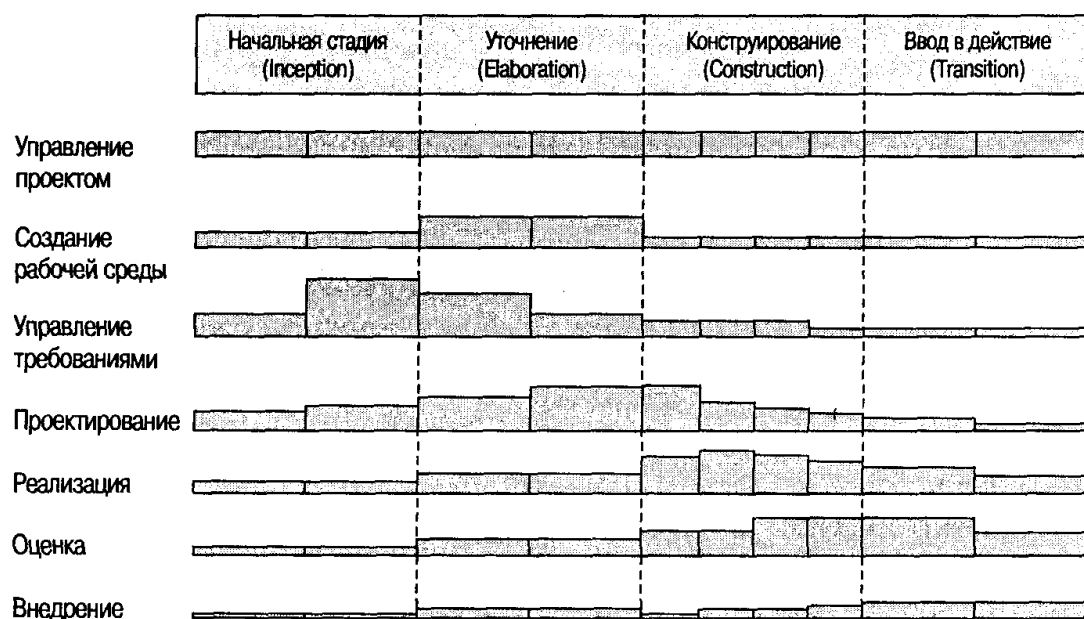 Начальная стадия
(Inception)
Уточнение
(Elaboration)
Конструирование
(Construction)
Ввод в действие
(Transition)
Управление
проектом
Создание
рабочей среды
Управление
требованиями
Проектирование
Реализация
Оценка
Внедрение